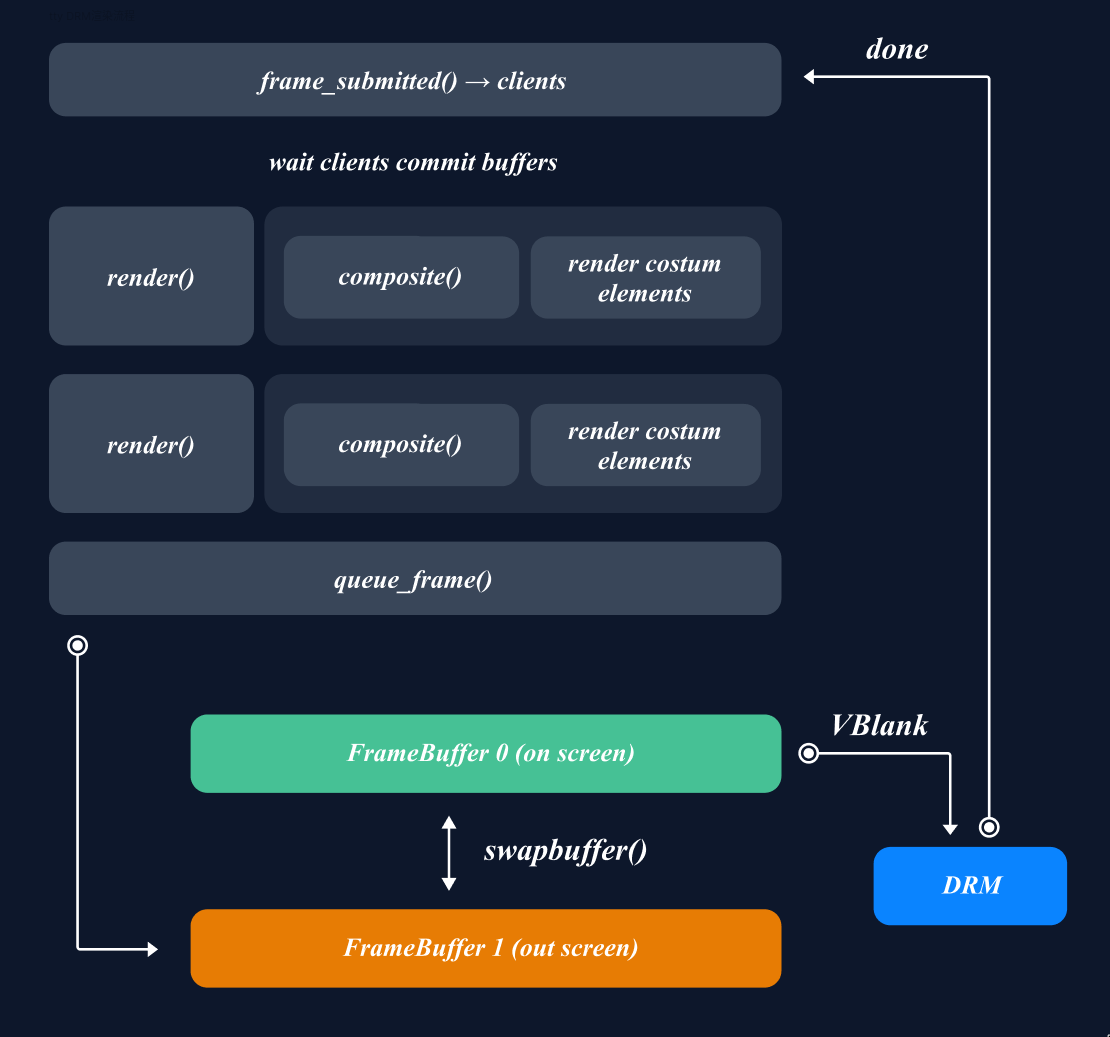 done
frame_submitted() → clients
wait clients commit buffers
render()
composite()
render costum
elements
render()
composite()
render costum
elements
queue_frame()
VBlank
FrameBuffer 0 (on screen)
swapbuffer()
DRM
FrameBuffer 1 (out screen)